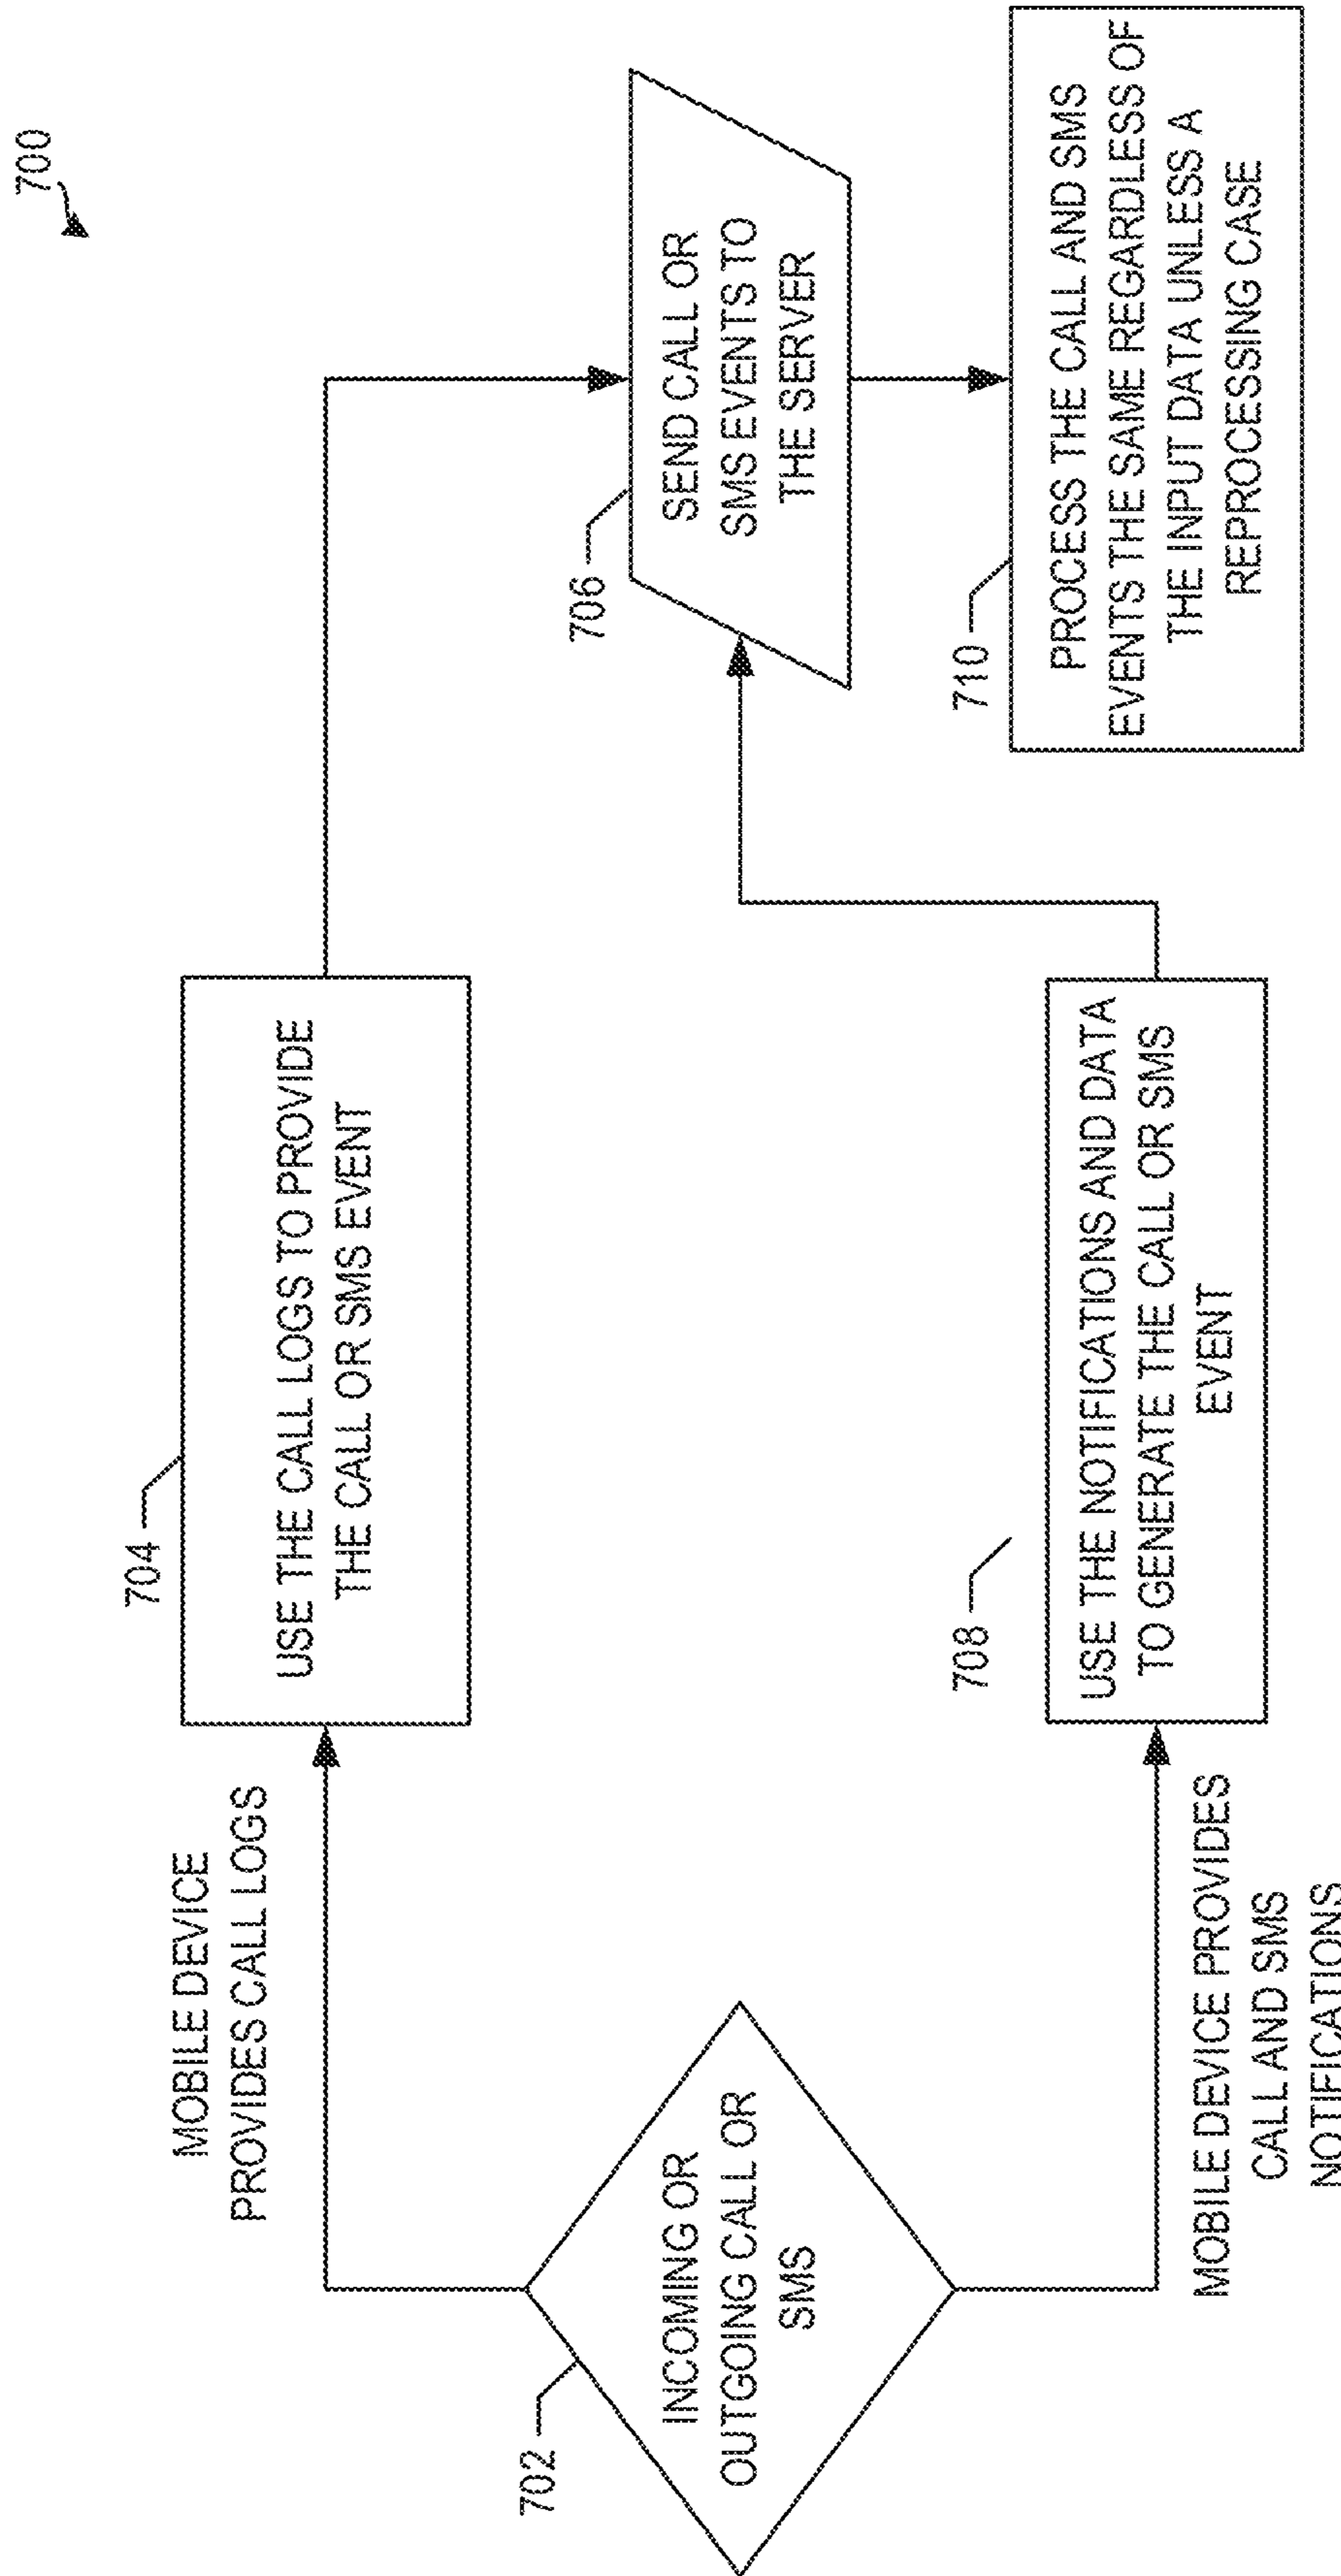 700
MOBILE DEVICE
PROVIDES CALL LOGS
704
USE THE CALL LOGS TO PROVIDE
THE CALL OR SMS EVENT
702
INCOMING OR
OUTGOING CALL OR
SMS
706
SEND CALL OR
SMS EVENTS TO
THE SERVER
MOBILE DEVICE PROVIDES
CALL AND SMS
NOTIFICATIONS
708
USE THE NOTIFICATIONS AND DATA
TO GENERATE THE CALL OR SMS
EVENT
710
PROCESS THE CALL AND SMS
EVENTS THE SAME REGARDLESS OF
THE INPUT DATA UNLESS A
REPROCESSING CASE